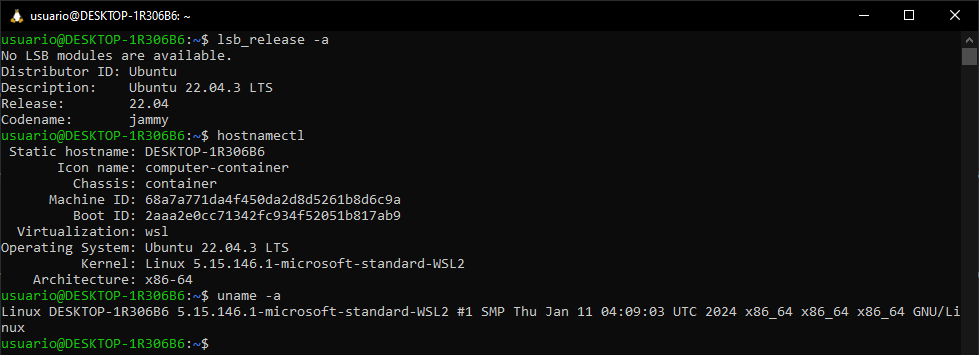 usuario@DESKTOP-1R306B6: ~
usuario@DESKTOP-1R306B6:~$ lsb_release -a
No LSB modules are available.
Distributor ID: Ubuntu
Description:    Ubuntu 22.04.3 LTS
Release:        22.04
Codename:       jammy
usuario@DESKTOP-1R306B6:~$ hostnamectl
 Static hostname: DESKTOP-1R306B6
       Icon name: computer-container
         Chassis: container
      Machine ID: 68a7a771da4f450da2d8d5261b8d6c9a
         Boot ID: 2aaa2e0cc71342fc934f52051b817ab9
  Virtualization: wsl
Operating System: Ubuntu 22.04.3 LTS
          Kernel: Linux 5.15.146.1-microsoft-standard-WSL2
    Architecture: x86-64
usuario@DESKTOP-1R306B6:~$ uname -a
Linux DESKTOP-1R306B6 5.15.146.1-microsoft-standard-WSL2 #1 SMP Thu Jan 11 04:09:03 UTC 2024 x86_64 x86_64 x86_64 GNU/Li
nux
usuario@DESKTOP-1R306B6:~$